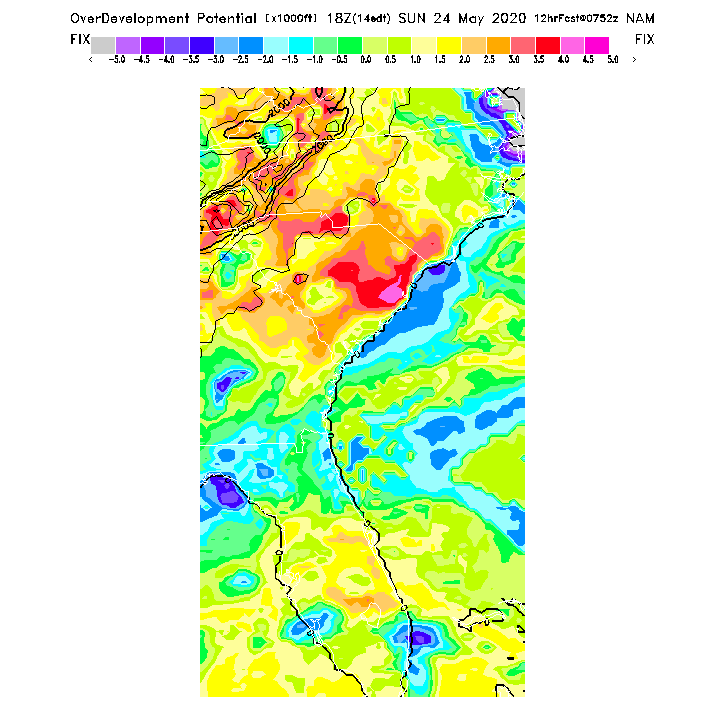 OverDevelopment Potential [x1000ft] 18Z(14edt) SUN 24 May 2020 12hrFcst@0752z NAM
FIX FIX
< -5.0 -4.5 -4.0 -3.5 -3.0 -2.5 -2.0 -1.5 -1.0 -0.5 0.0 0.5 1.0 1.5 2.0 2.5 3.0 3.5 4.0 4.5 5.0 >
2000
2000